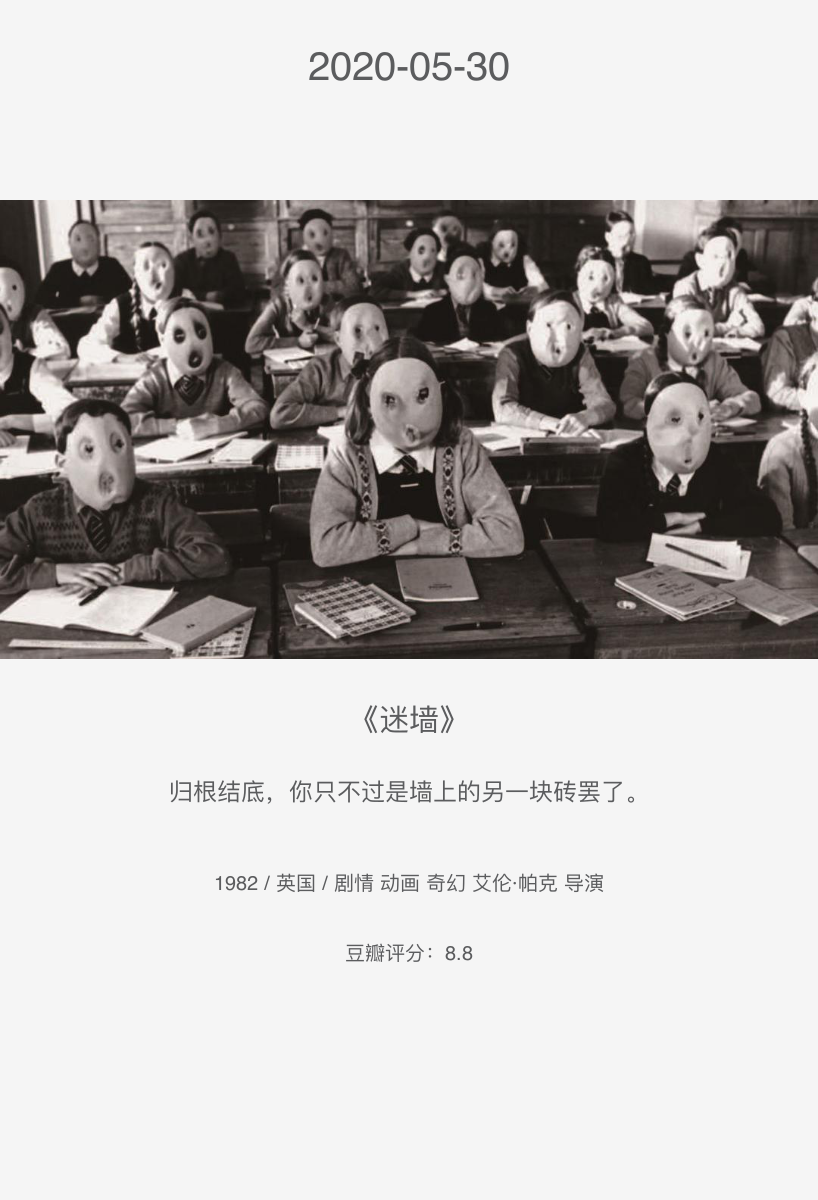 2020-05-30
《迷墙》
归根结底，你只不过是墙上的另一块砖罢了。
1982 / 英国 / 剧情 动画 奇幻 艾伦·帕克 导演
豆瓣评分：8.8